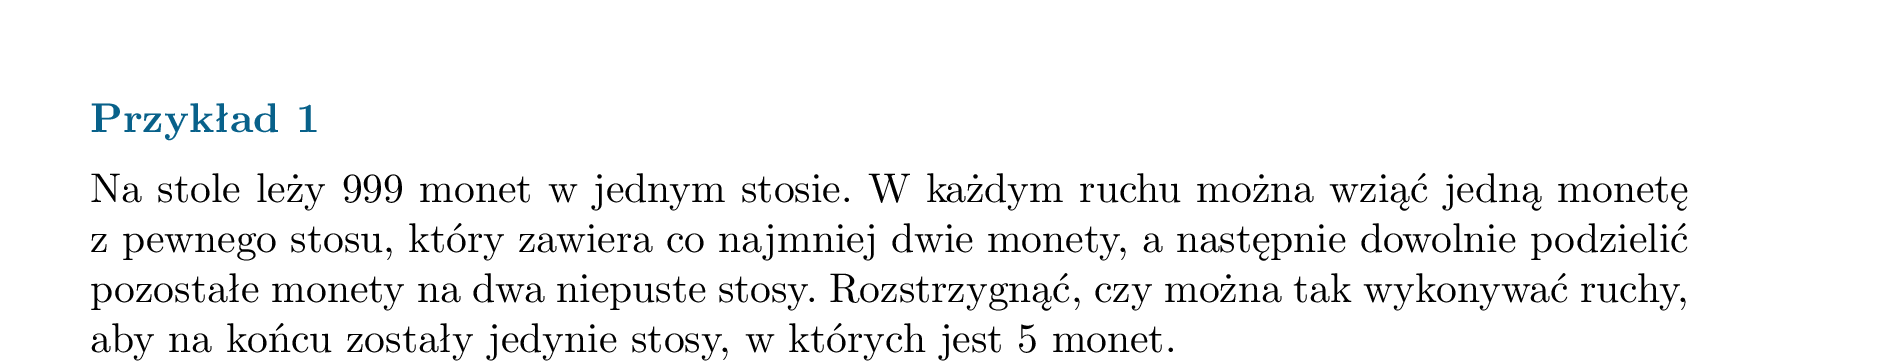 Przykład 1
Na stole leży 999 monet w jednym stosie. W każdym ruchu można wziąć jedną monetę
z pewnego stosu, który zawiera co najmniej dwie monety, a następnie dowolnie podzielić
pozostałe monety na dwa niepuste stosy. Rozstrzygnąć, czy można tak wykonywać ruchy,
aby na końcu zostały jedynie stosy, w których jest 5 monet.